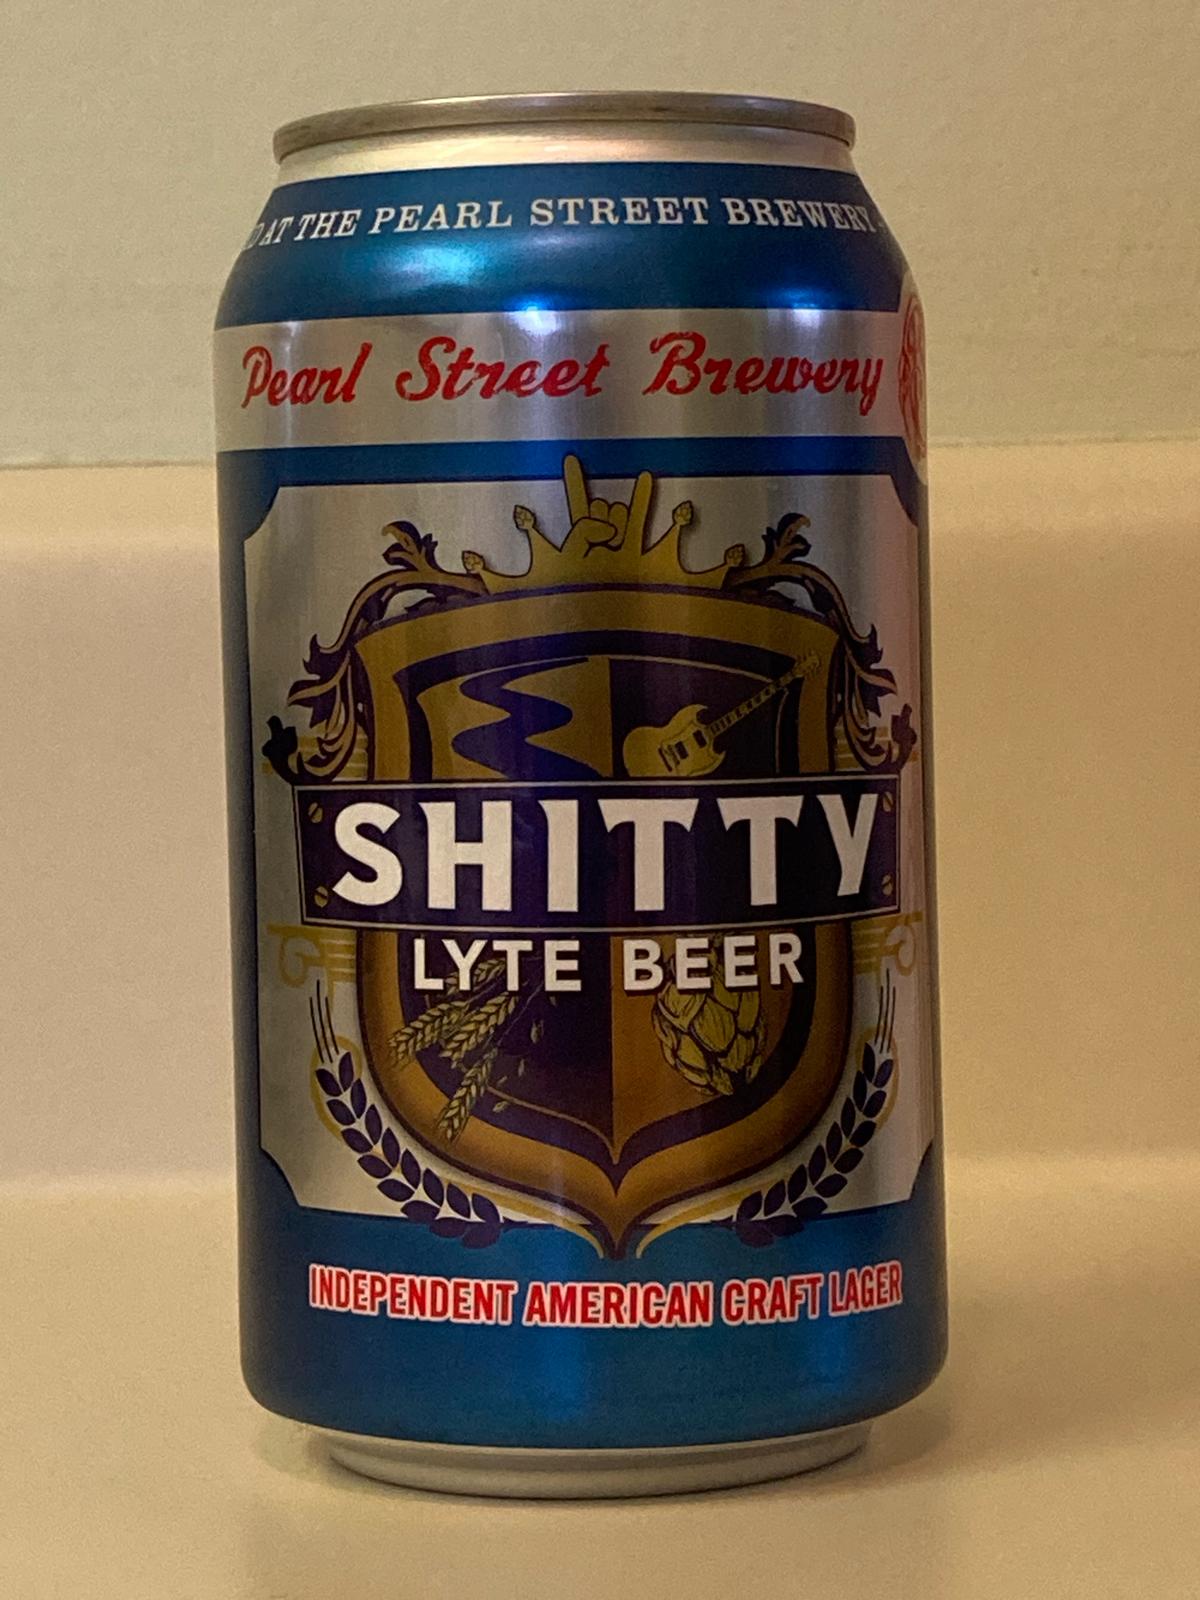 AT THE PEARL STREET BREWERY
Pearl Street Brewery
SHITTY
LYTE BEER
INDEPENDENT AMERICAN CRAFT LAGER